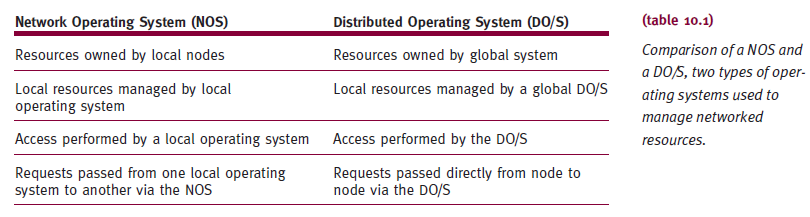 Network Operating System (NOS) Distributed Operating System (DO/S)
Resources owned by local nodes Resources owned by global system
Local resources managed by local Local resources managed by a global DO/S
operating system
Access performed by a local operating system Access performed by the DO/S
Requests passed from one local operating Requests passed directly from node to
system to another via the NOS node via the DO/S
(table 10.1)
Comparison of a NOS and
a DO/S, two types of oper-
ating systems used to
manage networked
resources.